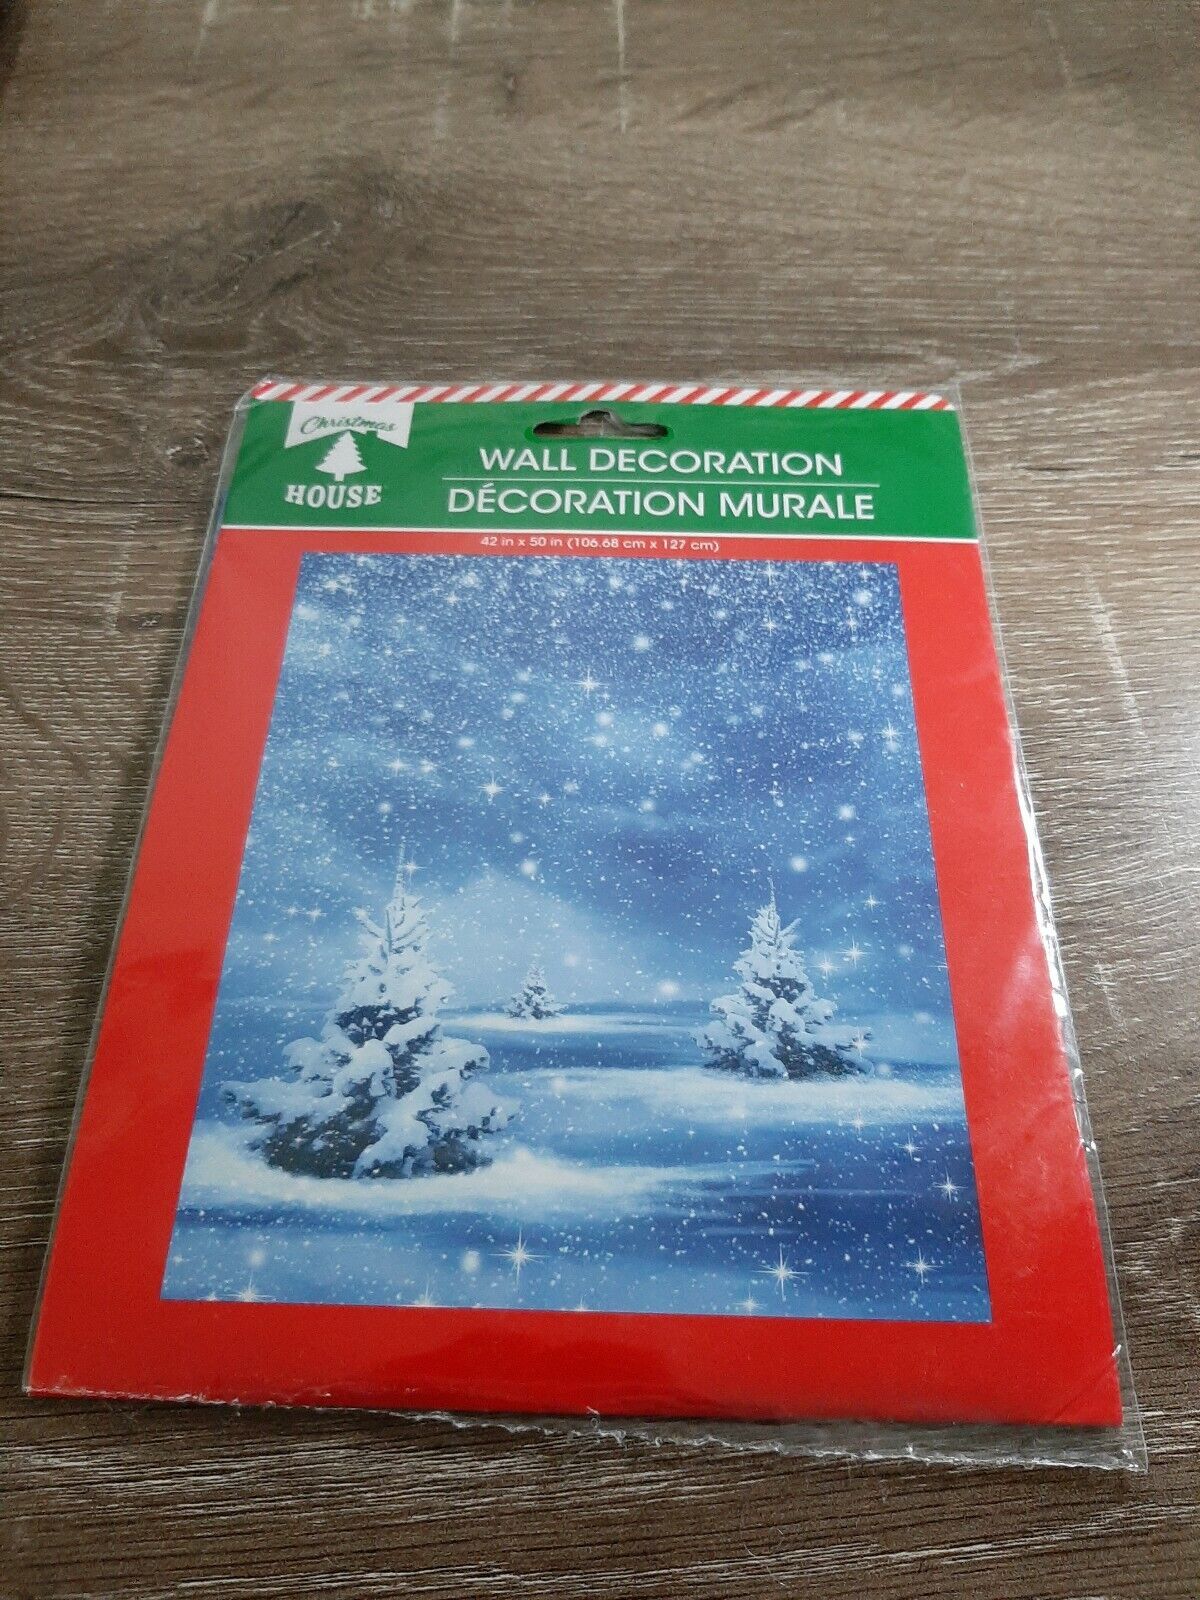 Christmas
HOUSE
WALL DECORATION
DÉCORATION MURALE
42 in x 50 in (106.68 cm x 127 cm)